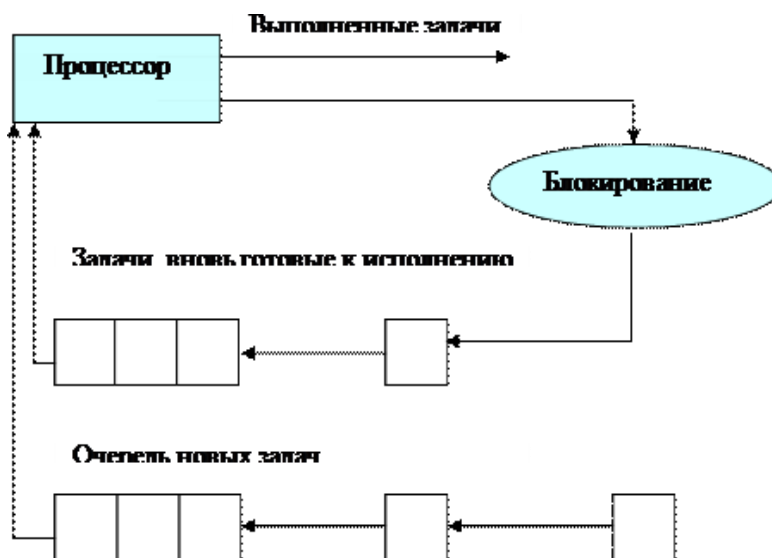 Выполненные задачи
Процессор
Блокирование
Задачи вновь готовые к исполнению
Очередь новых задач